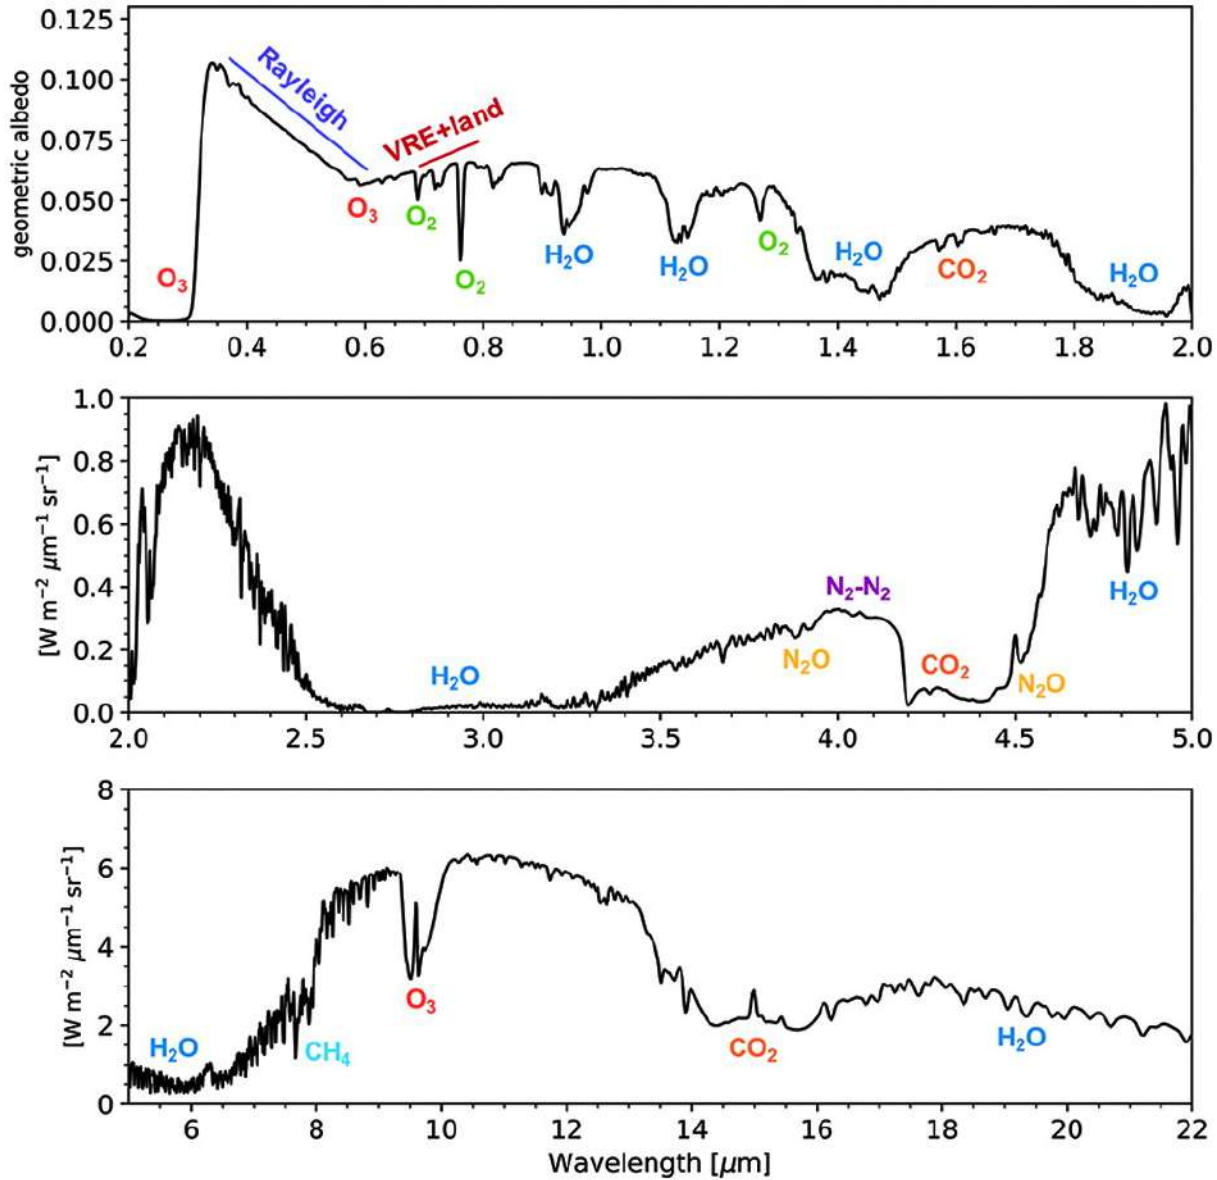 0.125
0.100
0.075
0.050
0.025
0.000
geometric albedo
Rayleigh
VRE+land
O3
O3
O2
O2
H2O
H2O
O2
H2O
CO2
H2O
0.2 0.4 0.6 0.8 1.0 1.2 1.4 1.6 1.8 2.0
1.0
0.8
0.6
0.4
0.2
0.0
[W m−2 μm−1 sr−1]
H2O
N2-N2
N2O
CO2
N2O
H2O
2.0 2.5 3.0 3.5 4.0 4.5 5.0
8
6
4
2
0
[W m−2 μm−1 sr−1]
H2O
CH4
O3
CO2
H2O
6 8 10 12 14 16 18 20 22
Wavelength [μm]